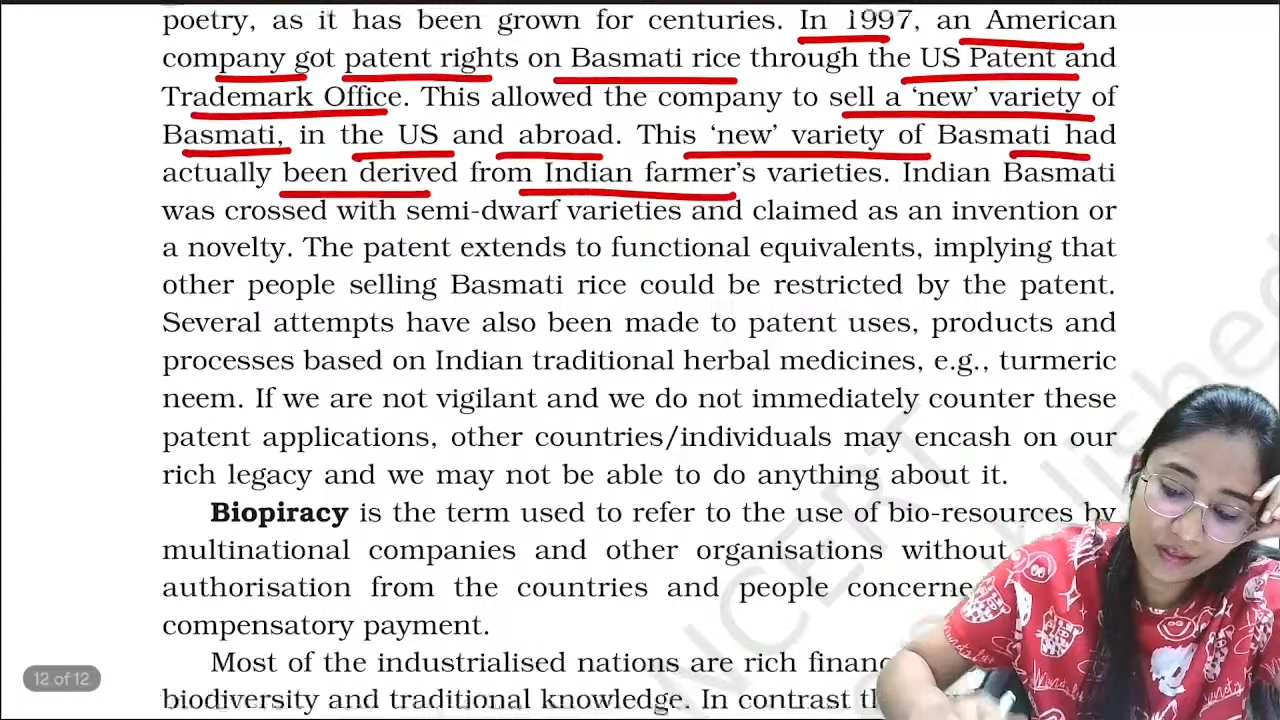 poetry, as it has been grown for centuries. In 1997, an American
company got patent rights on Basmati rice through the US Patent and
Trademark Office. This allowed the company to sell a ‘new’ variety of
Basmati, in the US and abroad. This ‘new’ variety of Basmati had
actually been derived from Indian farmer’s varieties. Indian Basmati
was crossed with semi-dwarf varieties and claimed as an invention or
a novelty. The patent extends to functional equivalents, implying that
other people selling Basmati rice could be restricted by the patent.
Several attempts have also been made to patent uses, products and
processes based on Indian traditional herbal medicines, e.g., turmeric
neem. If we are not vigilant and we do not immediately counter these
patent applications, other countries/individuals may encash on our
rich legacy and we may not be able to do anything about it.
Biopiracy is the term used to refer to the use of bio-resources by
multinational companies and other organisations without
authorisation from the countries and people
compensatory payment.
Most of the industrialised nations are rich
biodiversity and traditional knowledge. In contrast
12 of 12
NCERT